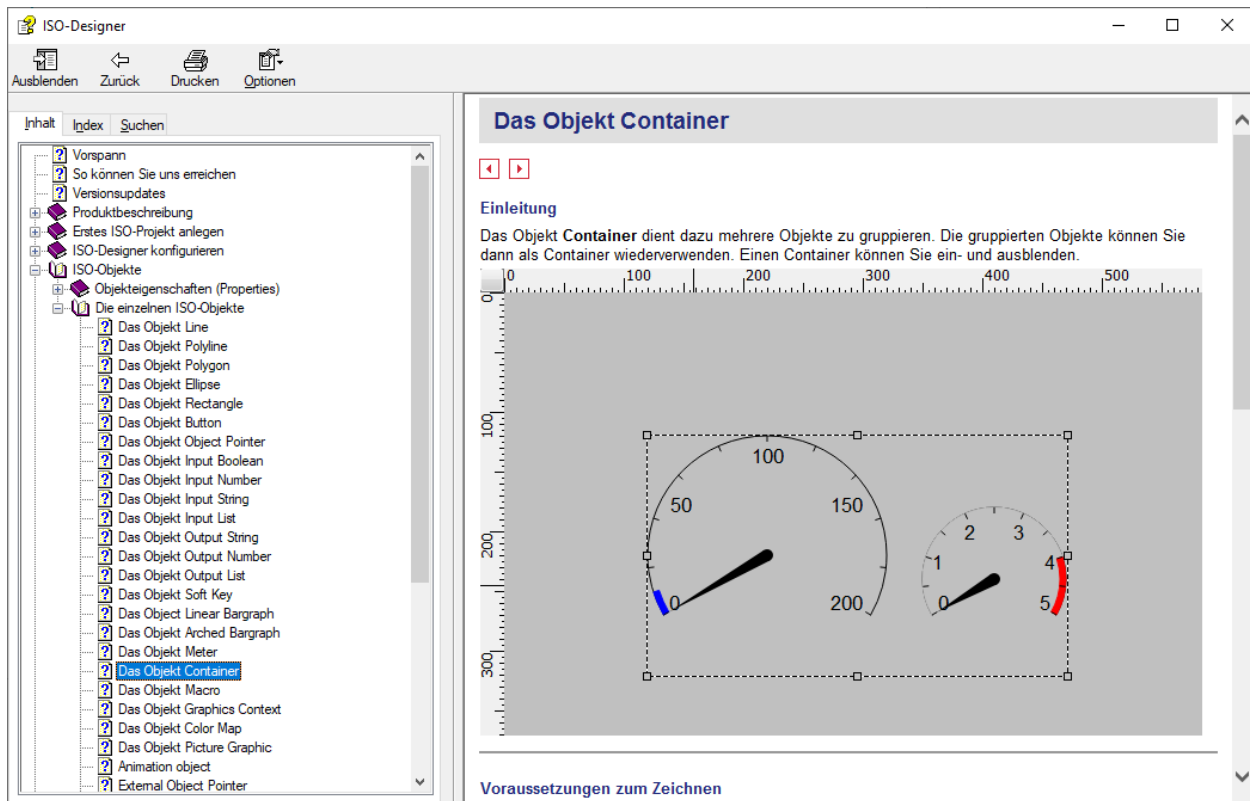 ISO-Designer
Ausblenden Zurück Drucken Optionen
Inhalt Index Suchen
Vorspann
So können Sie uns erreichen
Versionsupdates
Produktbeschreibung
Erstes ISO-Projekt anlegen
ISO-Designer konfigurieren
ISO-Objekte
Objekteigenschaften (Properties)
Die einzelnen ISO-Objekte
Das Objekt Line
Das Objekt Polyline
Das Objekt Polygon
Das Objekt Ellipse
Das Objekt Rectangle
Das Objekt Button
Das Objekt Object Pointer
Das Objekt Input Boolean
Das Objekt Input Number
Das Objekt Input String
Das Objekt Input List
Das Objekt Output String
Das Objekt Output Number
Das Objekt Output List
Das Objekt Soft Key
Das Object Linear Bargraph
Das Objekt Arched Bargraph
Das Objekt Meter
Das Objekt Container
Das Objekt Macro
Das Objekt Graphics Context
Das Objekt Color Map
Das Objekt Picture Graphic
Animation object
External Object Pointer
Das Objekt Container
Einleitung
Das Objekt Container dient dazu mehrere Objekte zu gruppieren. Die gruppierten Objekte können Sie
dann als Container wiederverwenden. Einen Container können Sie ein- und ausblenden.
0 100 200 300 400 500
0
100
200
300
0 50 100 150 200
0 1 2 3 4 5
Voraussetzungen zum Zeichnen